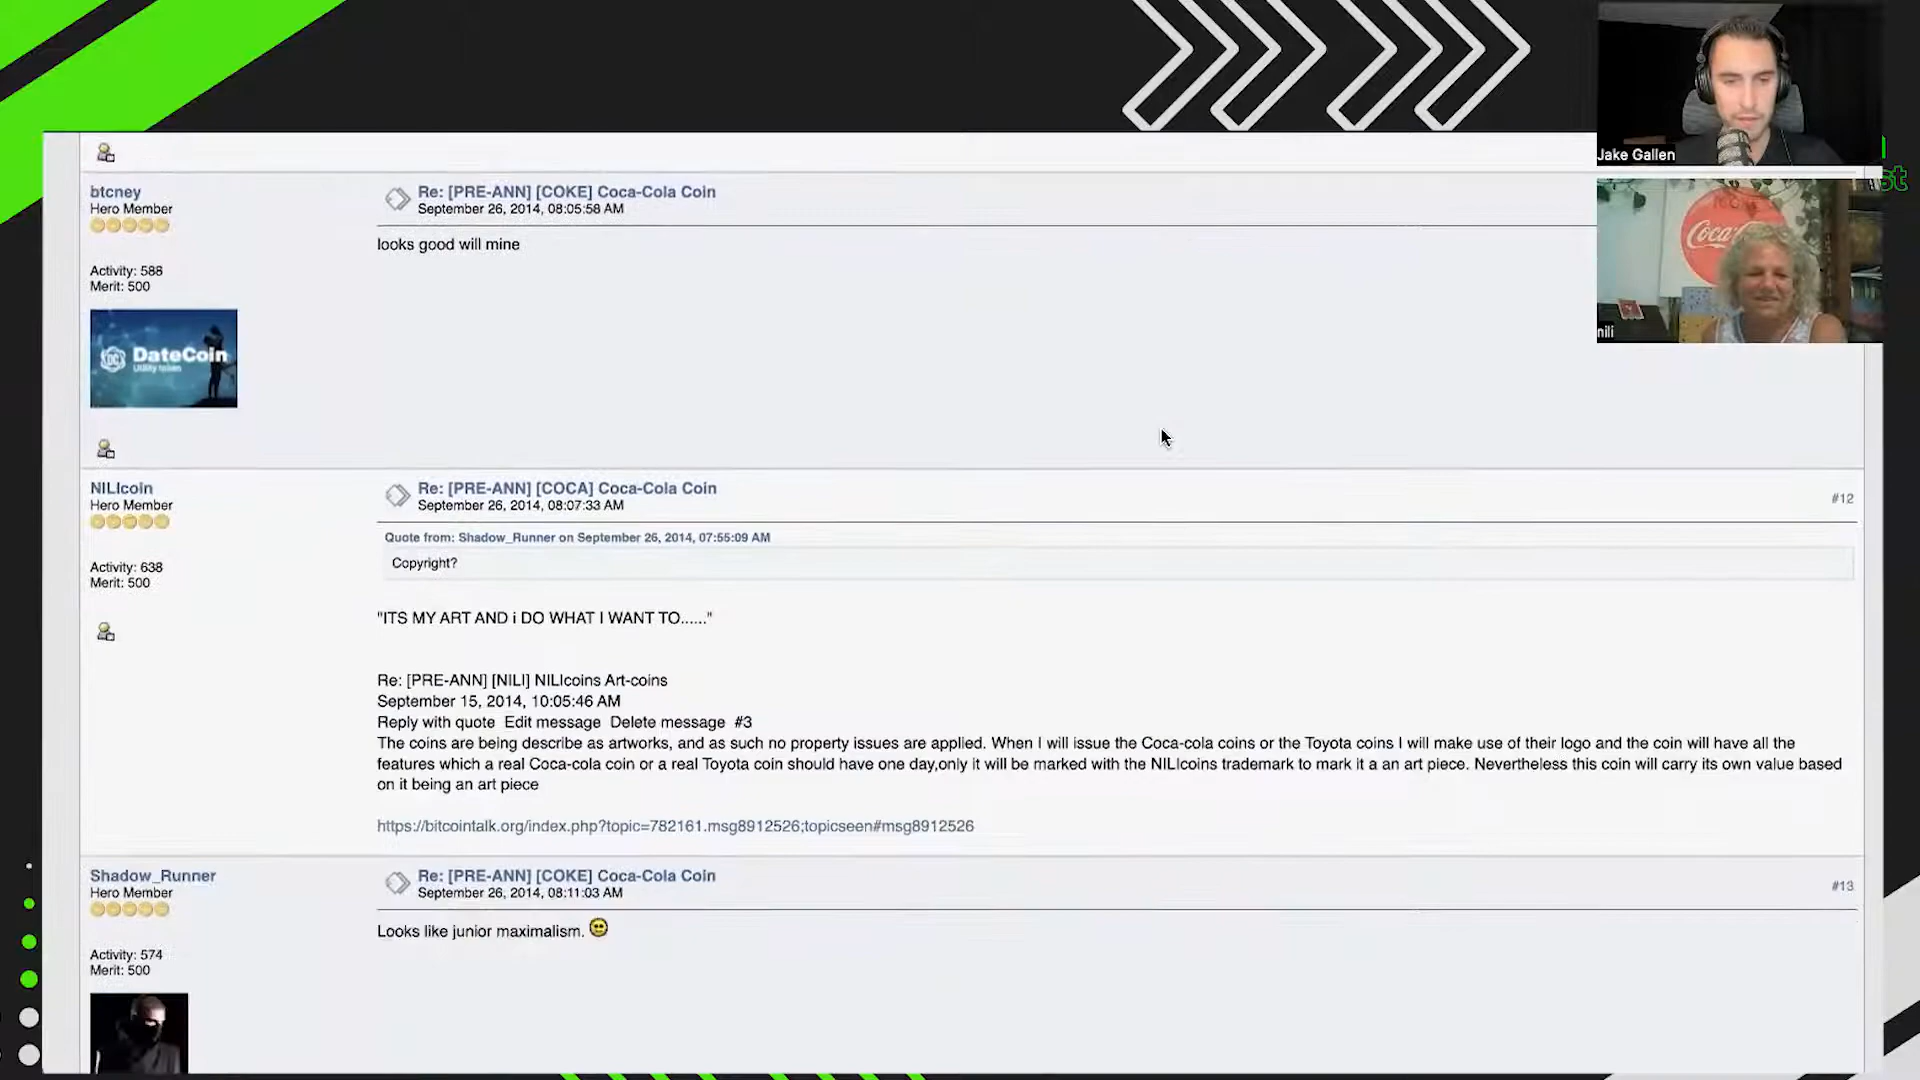 Jake Gallen
Coca
nili
st
btcney
Hero Member
Activity: 588
Merit: 500
DateCoin
Utility token
Re: [PRE-ANN] [COKE] Coca-Cola Coin
September 26, 2014, 08:05:58 AM
looks good will mine
NILIcoin
Hero Member
Activity: 638
Merit: 500
Re: [PRE-ANN] [COCA] Coca-Cola Coin
September 26, 2014, 08:07:33 AM
#12
Quote from: Shadow_Runner on September 26, 2014, 07:55:09 AM
Copyright?
"ITS MY ART AND i DO WHAT I WANT TO......"
Re: [PRE-ANN] [NILI] NILIcoins Art-coins
September 15, 2014, 10:05:46 AM
Reply with quote Edit message Delete message #3
The coins are being describe as artworks, and as such no property issues are applied. When I will issue the Coca-cola coins or the Toyota coins I will make use of their logo and the coin will have all the
features which a real Coca-cola coin or a real Toyota coin should have one day,only it will be marked with the NILIcoins trademark to mark it a an art piece. Nevertheless this coin will carry its own value based
on it being an art piece
https://bitcointalk.org/index.php?topic=782161.msg8912526;topicseen#msg8912526
Shadow_Runner
Hero Member
Activity: 574
Merit: 500
Re: [PRE-ANN] [COKE] Coca-Cola Coin
September 26, 2014, 08:11:03 AM
#13
Looks like junior maximalism.